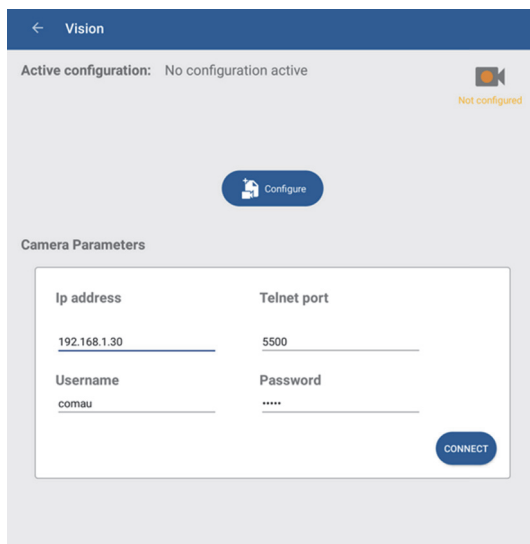 Vision
Active configuration: No configuration active
Not configured
Configure
Camera Parameters
Ip address Telnet port
192.168.1.30 5500
Username Password
comau •••••
CONNECT